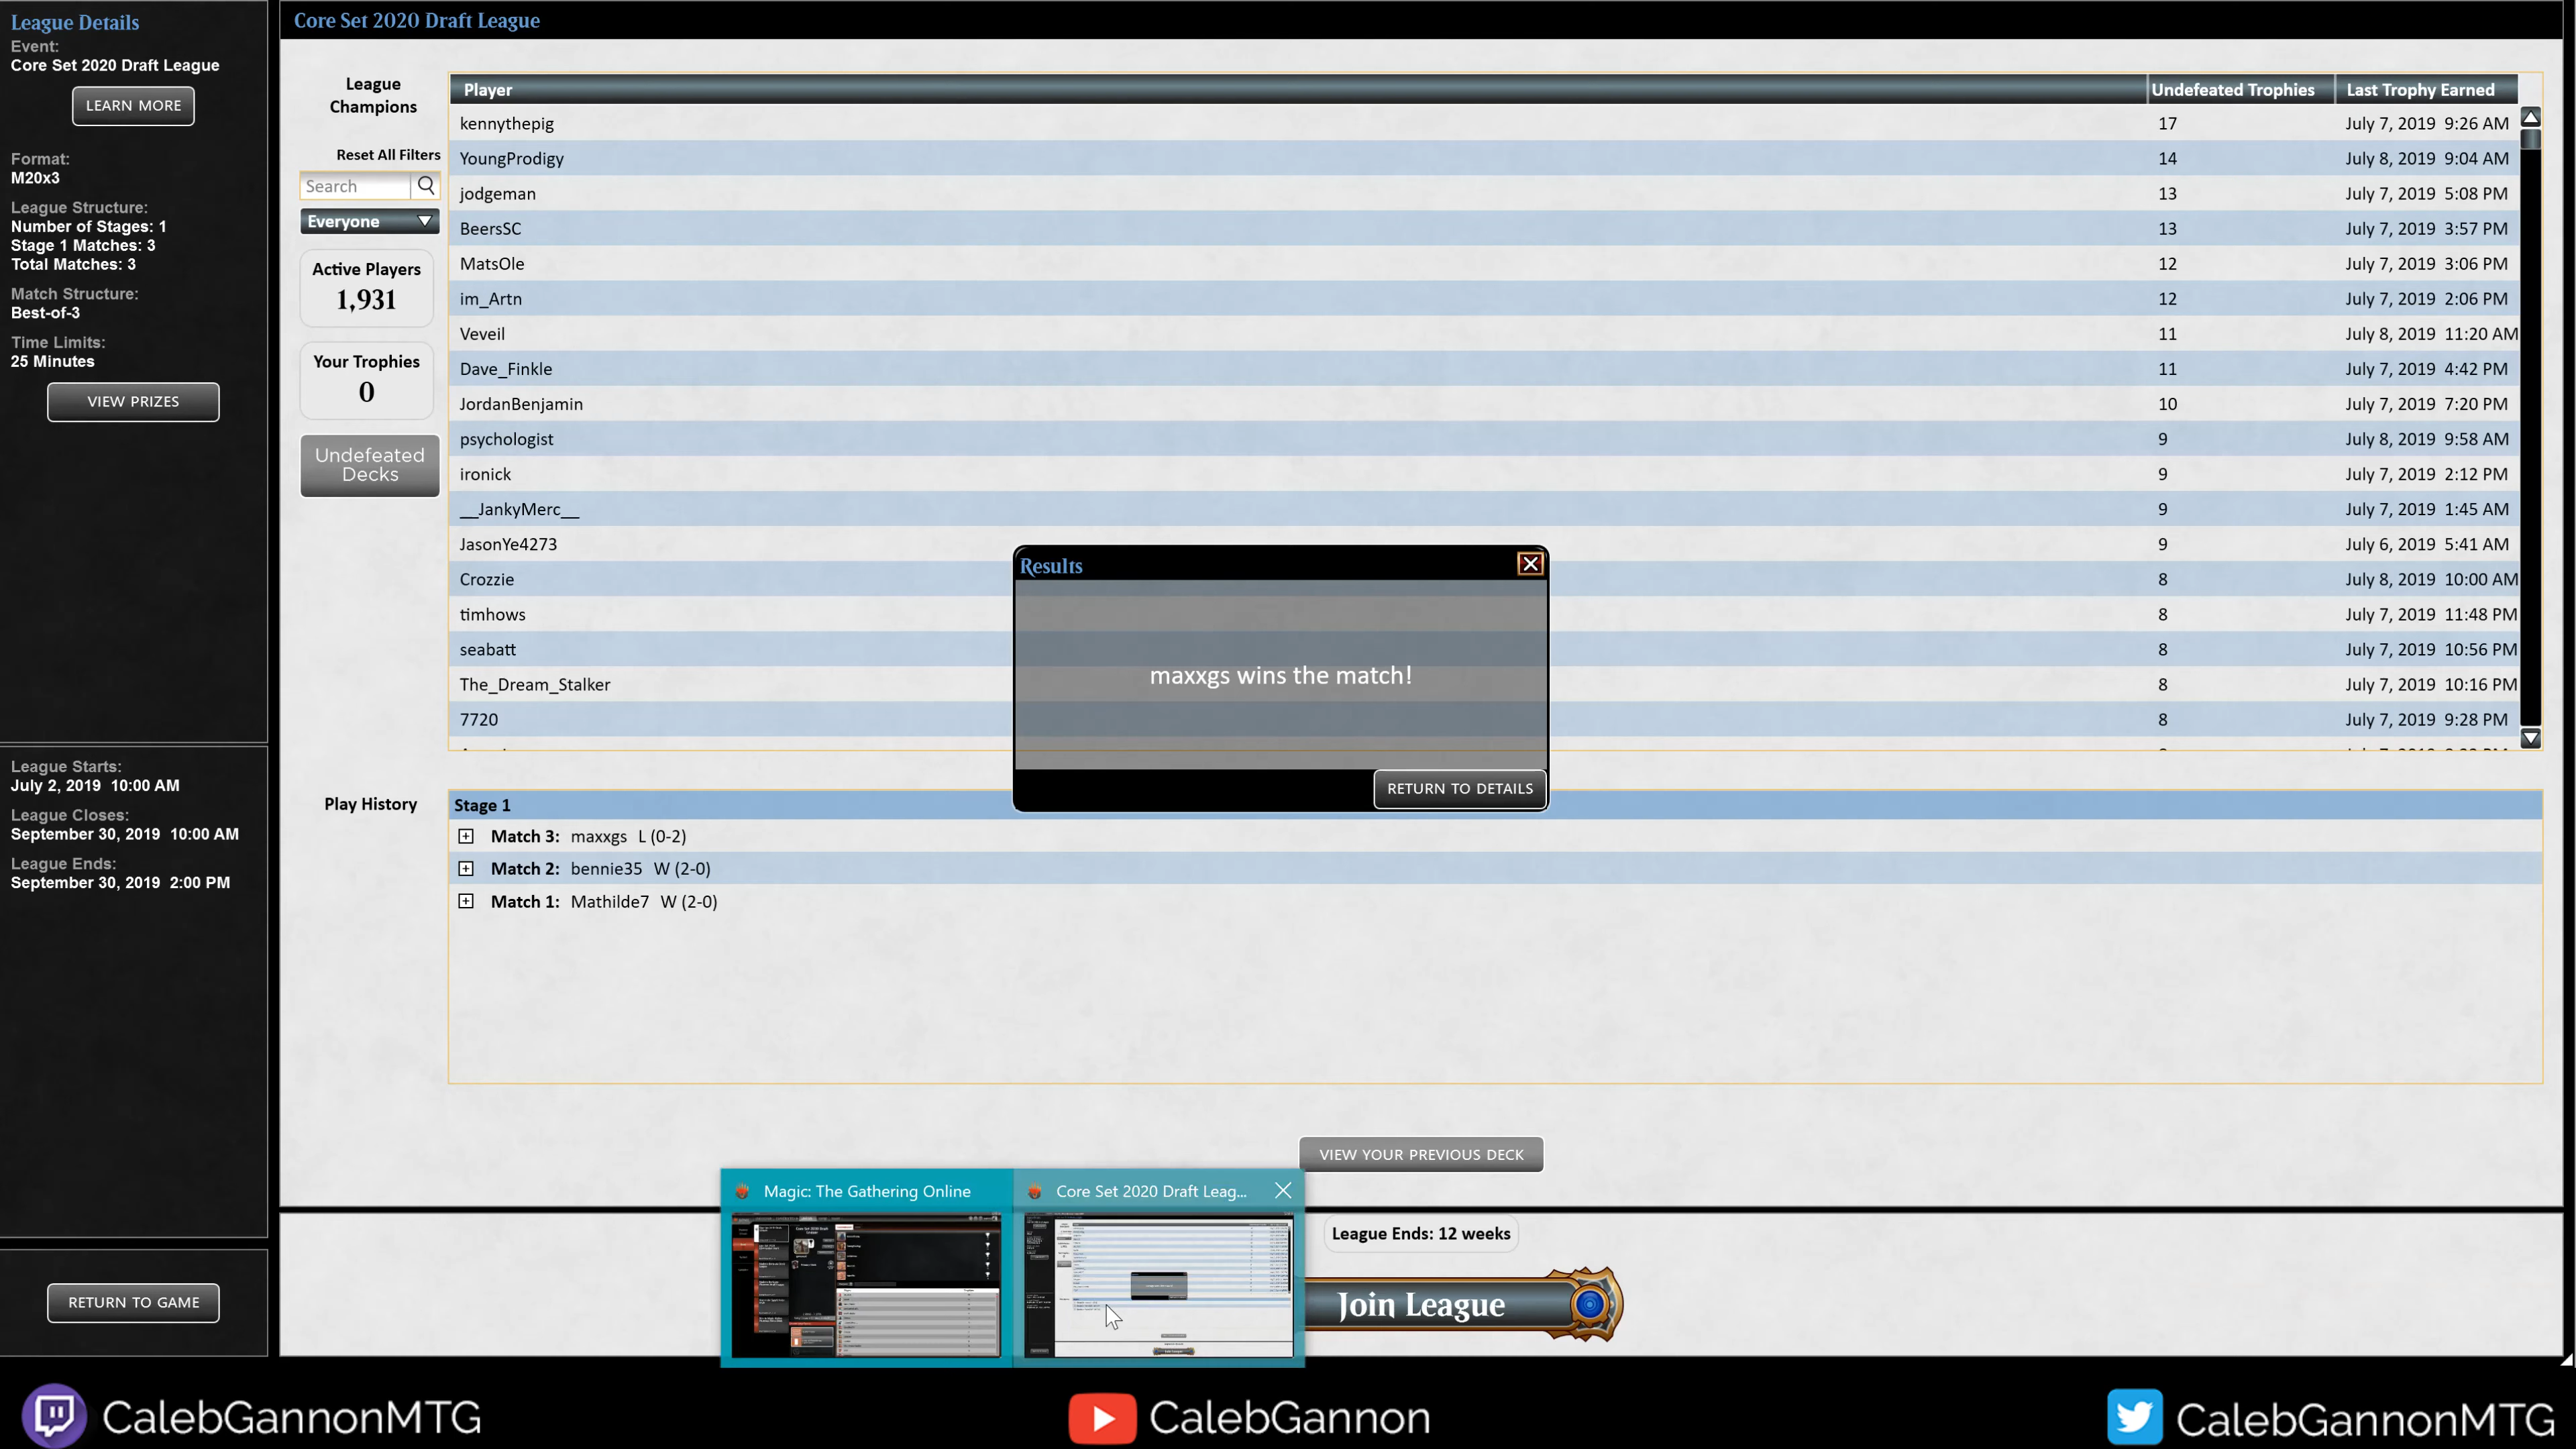 League Details
Event:
Core Set 2020 Draft League
LEARN MORE
Format:
M20x3
League Structure:
Number of Stages: 1
Stage 1 Matches: 3
Total Matches: 3
Match Structure:
Best-of-3
Time Limits:
25 Minutes
VIEW PRIZES
League Starts:
July 2, 2019 10:00 AM
League Closes:
September 30, 2019 10:00 AM
League Ends:
September 30, 2019 2:00 PM
RETURN TO GAME
Core Set 2020 Draft League
League
Champions
Reset All Filters
Search
Everyone
Active Players
1,931
Your Trophies
0
Undefeated
Decks
Player Undefeated Trophies Last Trophy Earned
kennythepig 17 July 7, 2019 9:26 AM
YoungProdigy 14 July 8, 2019 9:04 AM
jodgeman 13 July 7, 2019 5:08 PM
BeersSC 13 July 7, 2019 3:57 PM
MatsOle 12 July 7, 2019 3:06 PM
im_Artn 12 July 7, 2019 2:06 PM
Veveil 11 July 8, 2019 11:20 AM
Dave_Finkle 11 July 7, 2019 4:42 PM
JordanBenjamin 10 July 7, 2019 7:20 PM
psychologist 9 July 8, 2019 9:58 AM
ironick 9 July 7, 2019 2:12 PM
__JankyMerc__ 9 July 7, 2019 1:45 AM
JasonYe4273 9 July 6, 2019 5:41 AM
Crozzie 8 July 8, 2019 10:00 AM
timhows 8 July 7, 2019 11:48 PM
seabatt 8 July 7, 2019 10:56 PM
The_Dream_Stalker 8 July 7, 2019 10:16 PM
7720 8 July 7, 2019 9:28 PM
Results
maxxgs wins the match!
RETURN TO DETAILS
Play History
Stage 1
Match 3: maxxgs L (0-2)
Match 2: bennie35 W (2-0)
Match 1: Mathilde7 W (2-0)
VIEW YOUR PREVIOUS DECK
Magic: The Gathering Online
Core Set 2020 Draft Leag...
League Ends: 12 weeks
Join League
CalebGannonMTG
CalebGannon
CalebGannonMTG